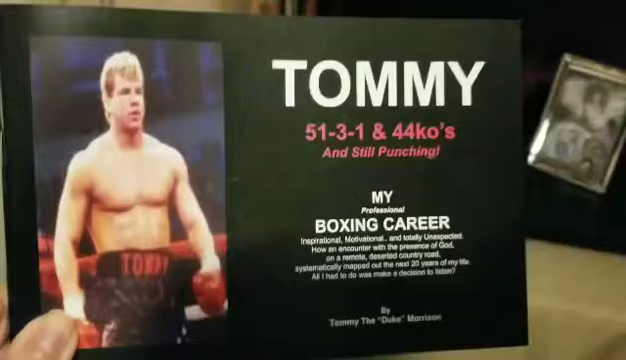 TOMMY
51-3-1 & 44ko's
And Still Punching!
MY
Professional
BOXING CAREER
Inspirational, Motivational.. and totally Unexpected.
How an encounter with the presence of God,
on a remote, deserted country road,
systematically mapped out the next 20 years of my life.
All I had to do was make a decision to listen?
By
Tommy The "Duke" Morrison
TOMMY